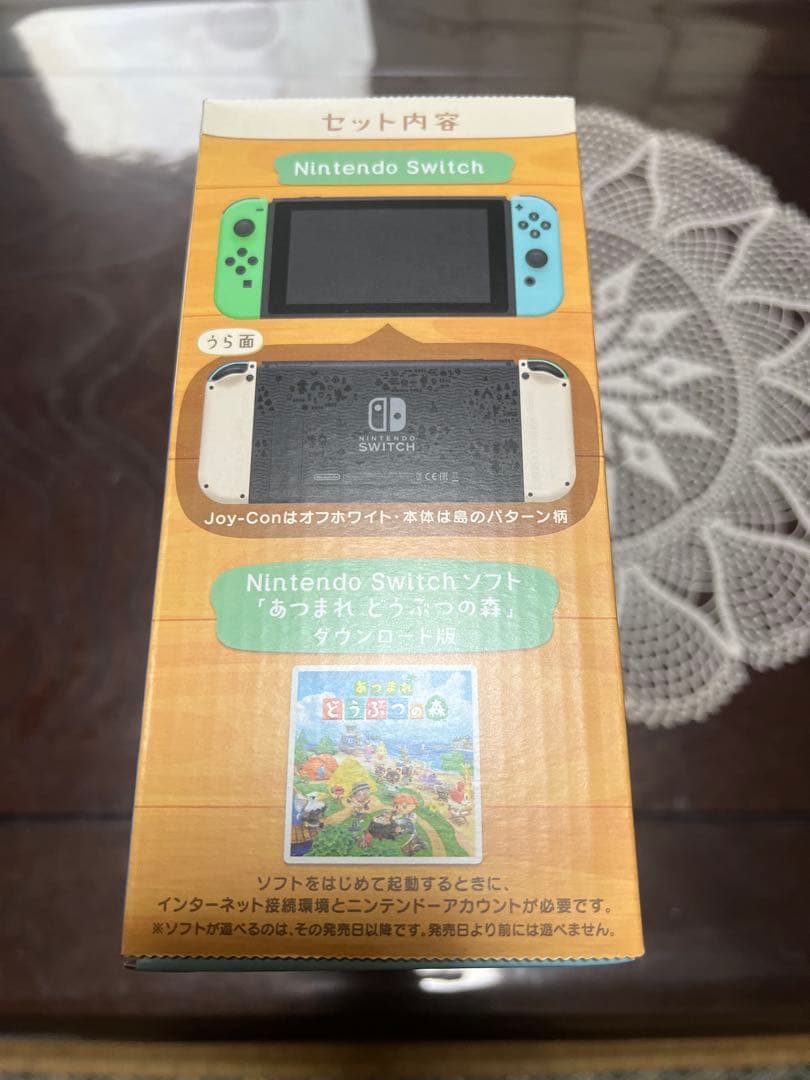 セット内容
Nintendo Switch
うら面
NINTENDO
SWITCH
Nintendo
CE
Joy-Conはオフホワイト・本体は島のパターン柄
Nintendo Switch ソフト
「あつまれ どうぶつの森」
ダウンロード版
あつまれ
どうぶつの森
ソフトをはじめて起動するときに、
インターネット接続環境とニンテンドーアカウントが必要です。
※ソフトが遊べるのは、その発売日以降です。発売日より前には遊べません。